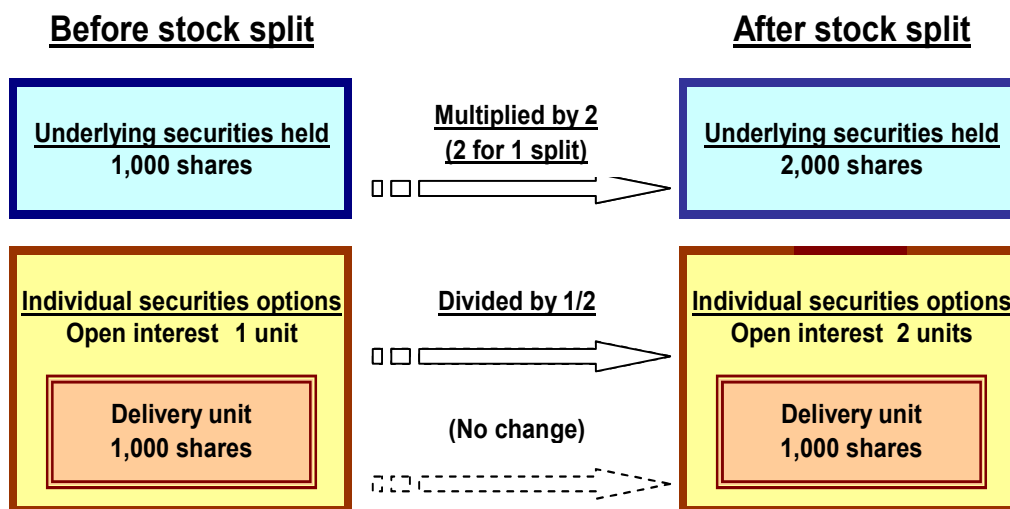 Before stock split
After stock split
Underlying securities held
1,000 shares
Multiplied by 2
(2 for 1 split)
Underlying securities held
2,000 shares
Individual securities options
Open interest 1 unit
Divided by 1/2
Individual securities options
Open interest 2 units
Delivery unit
1,000 shares
(No change)
Delivery unit
1,000 shares